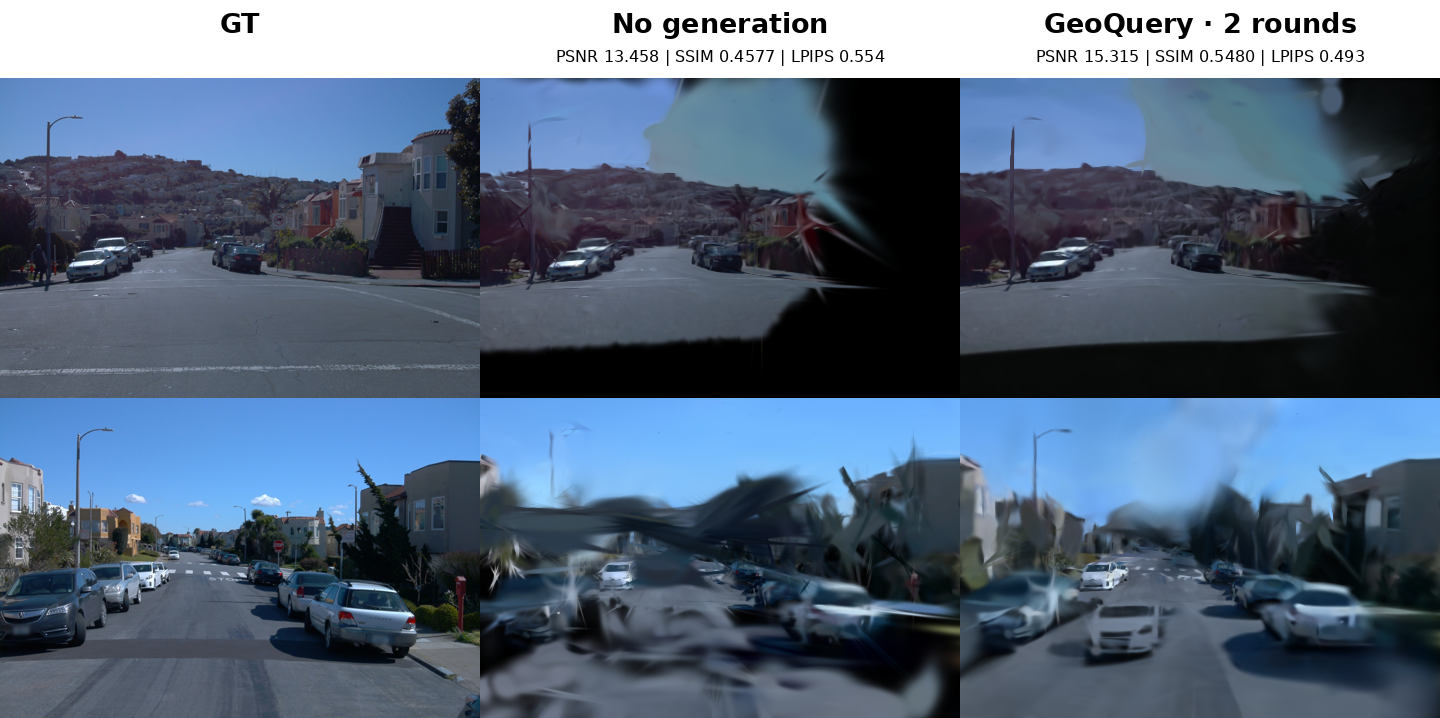 GT
No generation
PSNR 13.458 | SSIM 0.4577 | LPIPS 0.554
GeoQuery · 2 rounds
PSNR 15.315 | SSIM 0.5480 | LPIPS 0.493